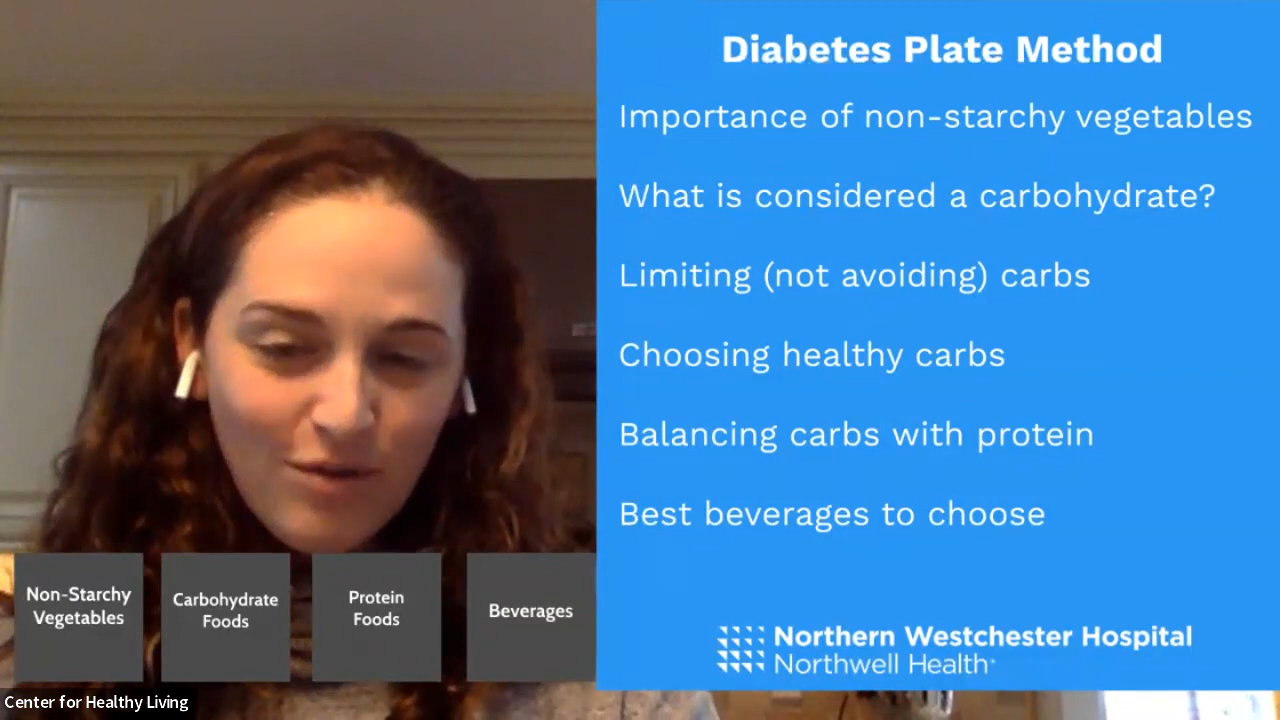 Diabetes Plate Method
Importance of non-starchy vegetables
What is considered a carbohydrate?
Limiting (not avoiding) carbs
Choosing healthy carbs
Balancing carbs with protein
Best beverages to choose
Non-Starchy
Vegetables
Carbohydrate
Foods
Protein
Foods
Beverages
Northern Westchester Hospital
Northwell Health
Center for Healthy Living